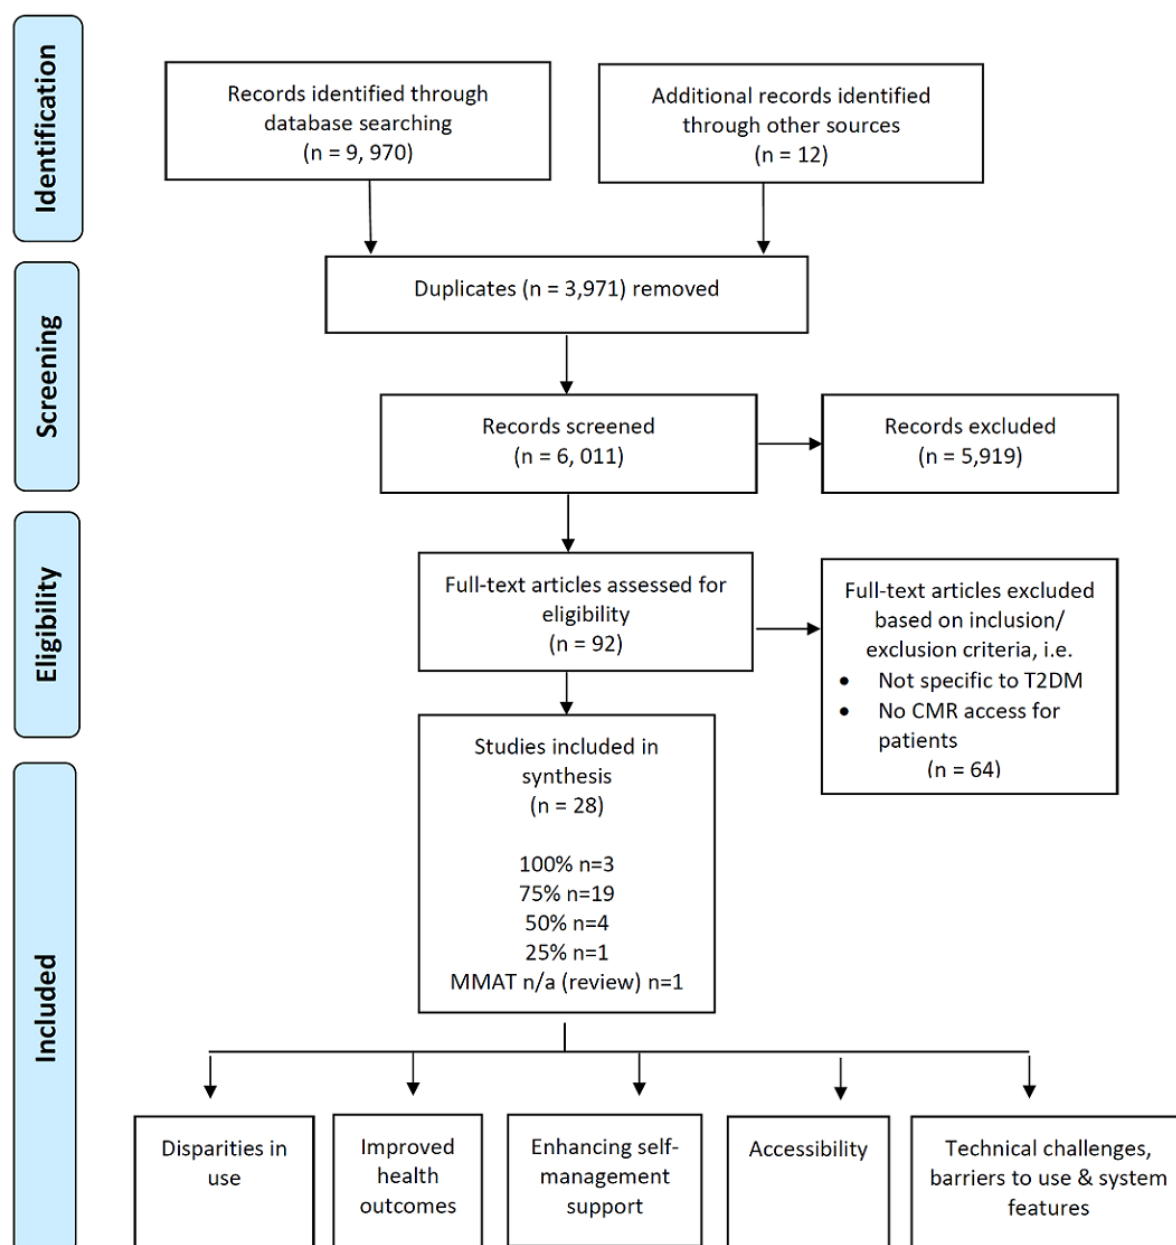 Identification
Records identified through
database searching
(n = 9, 970)
Additional records identified
through other sources
(n = 12)
Screening
Duplicates (n = 3,971) removed
Records screened
(n = 6, 011)
Records excluded
(n = 5,919)
Eligibility
Full-text articles assessed for
eligibility
(n = 92)
Full-text articles excluded
based on inclusion/
exclusion criteria, i.e.
• Not specific to T2DM
• No CMR access for
patients
(n = 64)
Included
Studies included in
synthesis
(n = 28)
100% n=3
75% n=19
50% n=4
25% n=1
MMAT n/a (review) n=1
Disparities in
use
Improved
health
outcomes
Enhancing self-
management
support
Accessibility
Technical challenges,
barriers to use & system
features